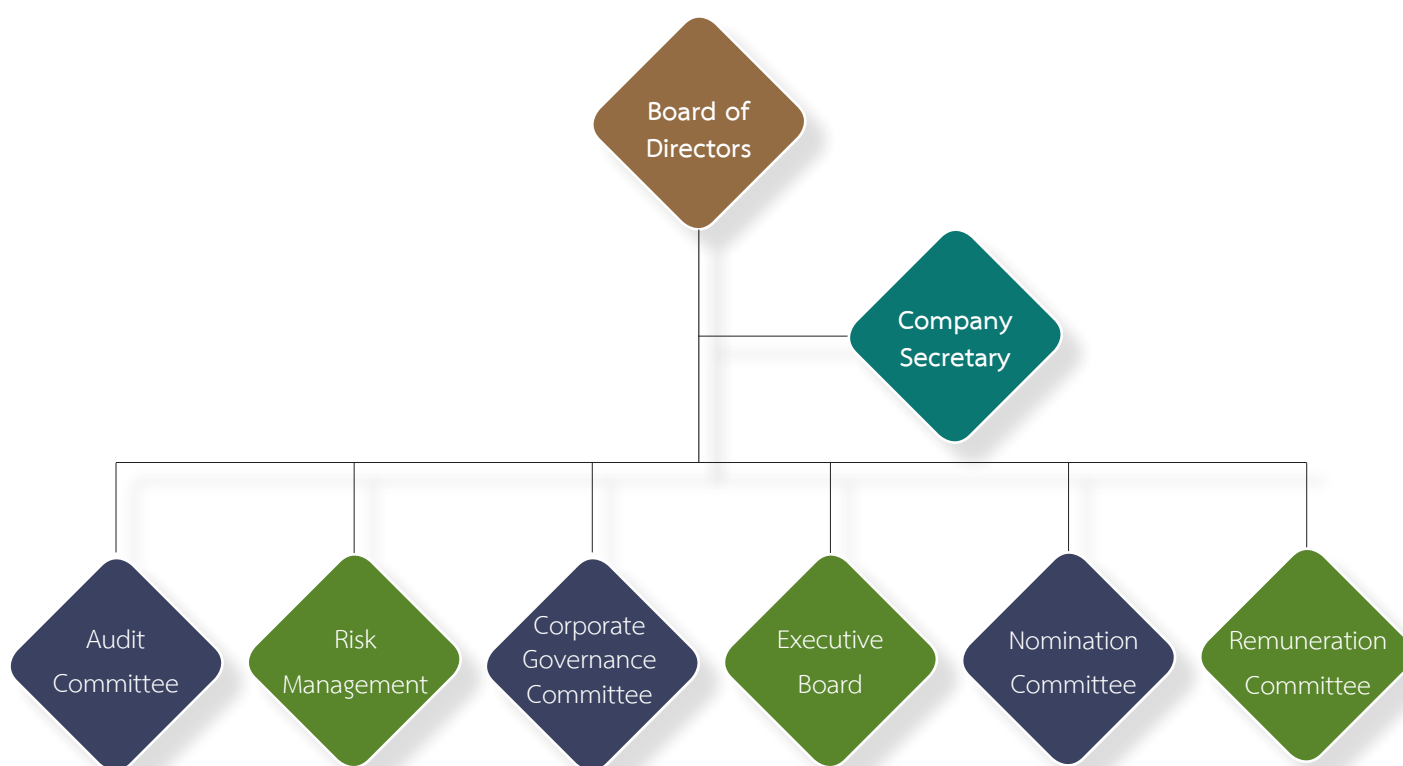 Board of
Directors
Company
Secretary
Audit
Committee
Risk
Management
Corporate
Governance
Committee
Executive
Board
Nomination
Committee
Remuneration
Committee